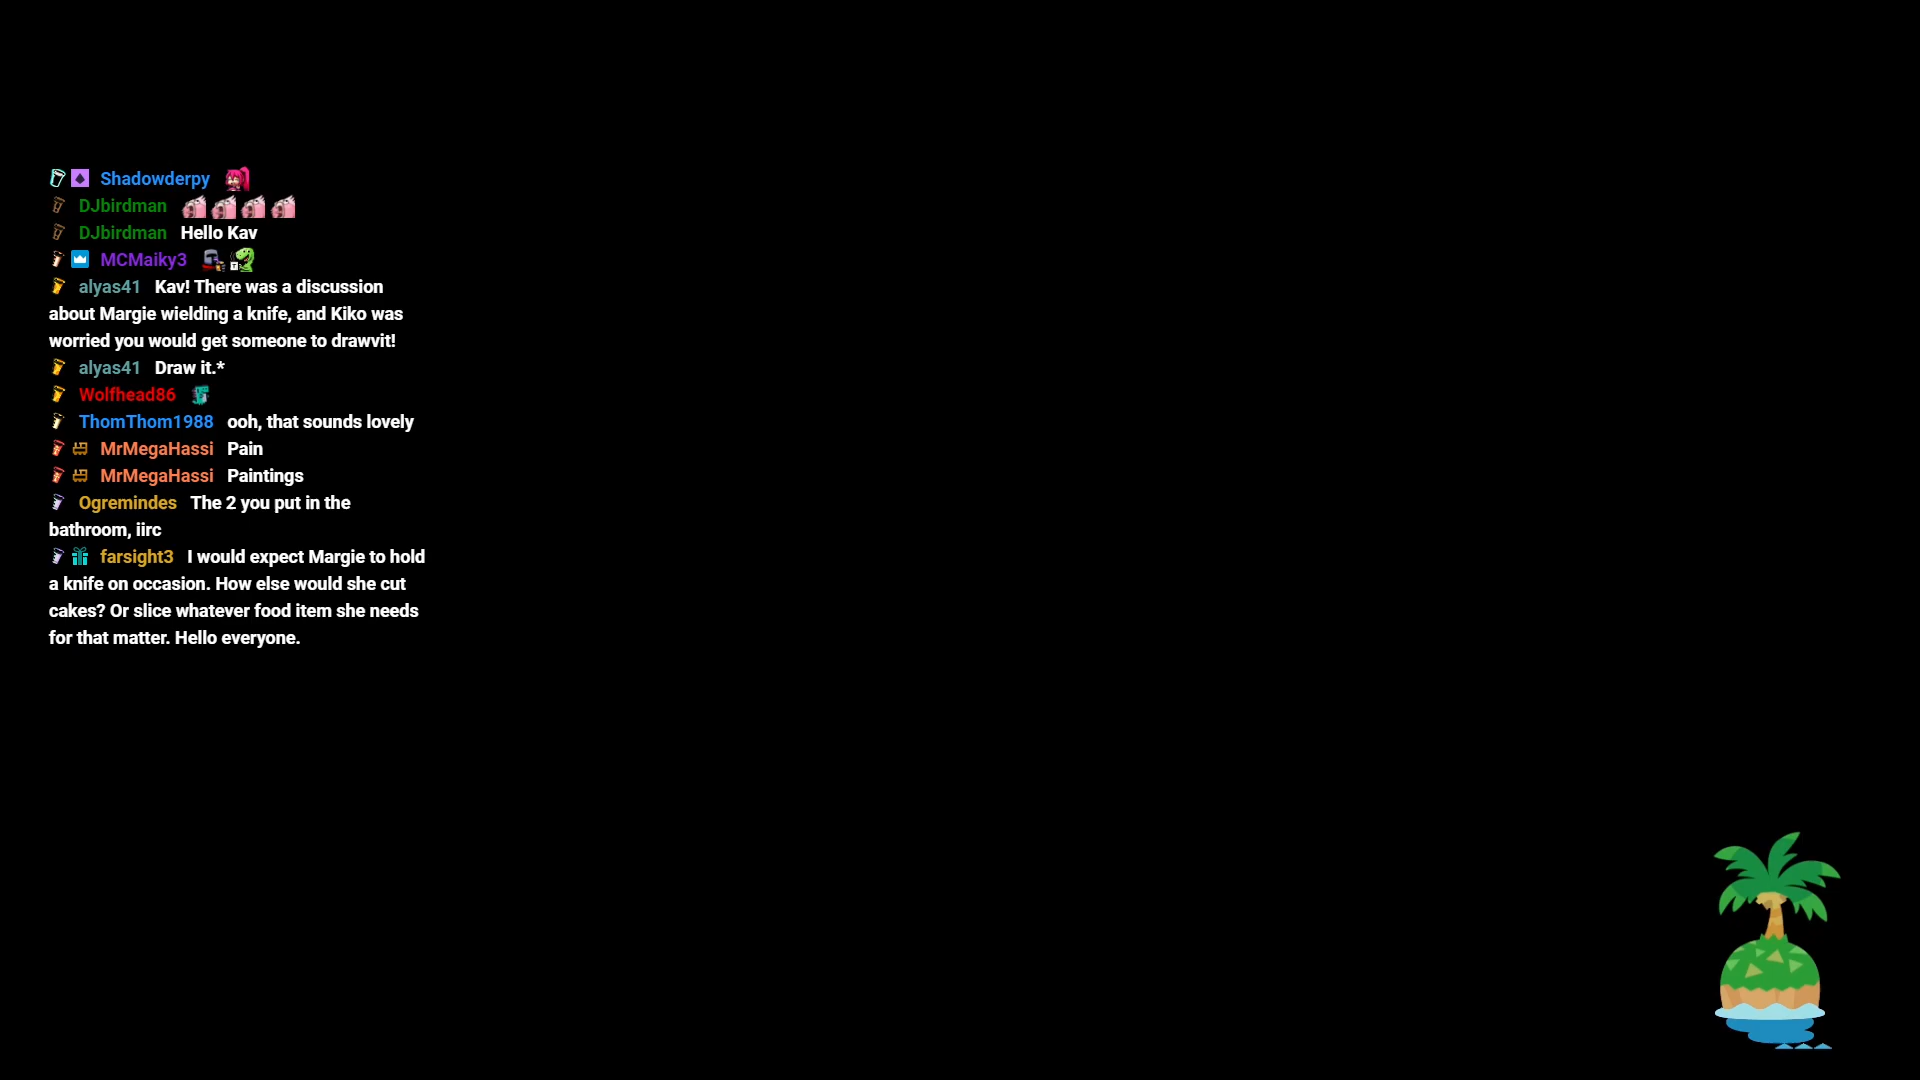 Shadowderpy
DJbirdman
DJbirdman Hello Kav
MCMaiky3
alyas41 Kav! There was a discussion
about Margie wielding a knife, and Kiko was
worried you would get someone to drawvit!
alyas41 Draw it.*
Wolfhead86
ThomThom1988 ooh, that sounds lovely
MrMegaHassi Pain
MrMegaHassi Paintings
Ogremindes The 2 you put in the
bathroom, iirc
farsight3 I would expect Margie to hold
a knife on occasion. How else would she cut
cakes? Or slice whatever food item she needs
for that matter. Hello everyone.